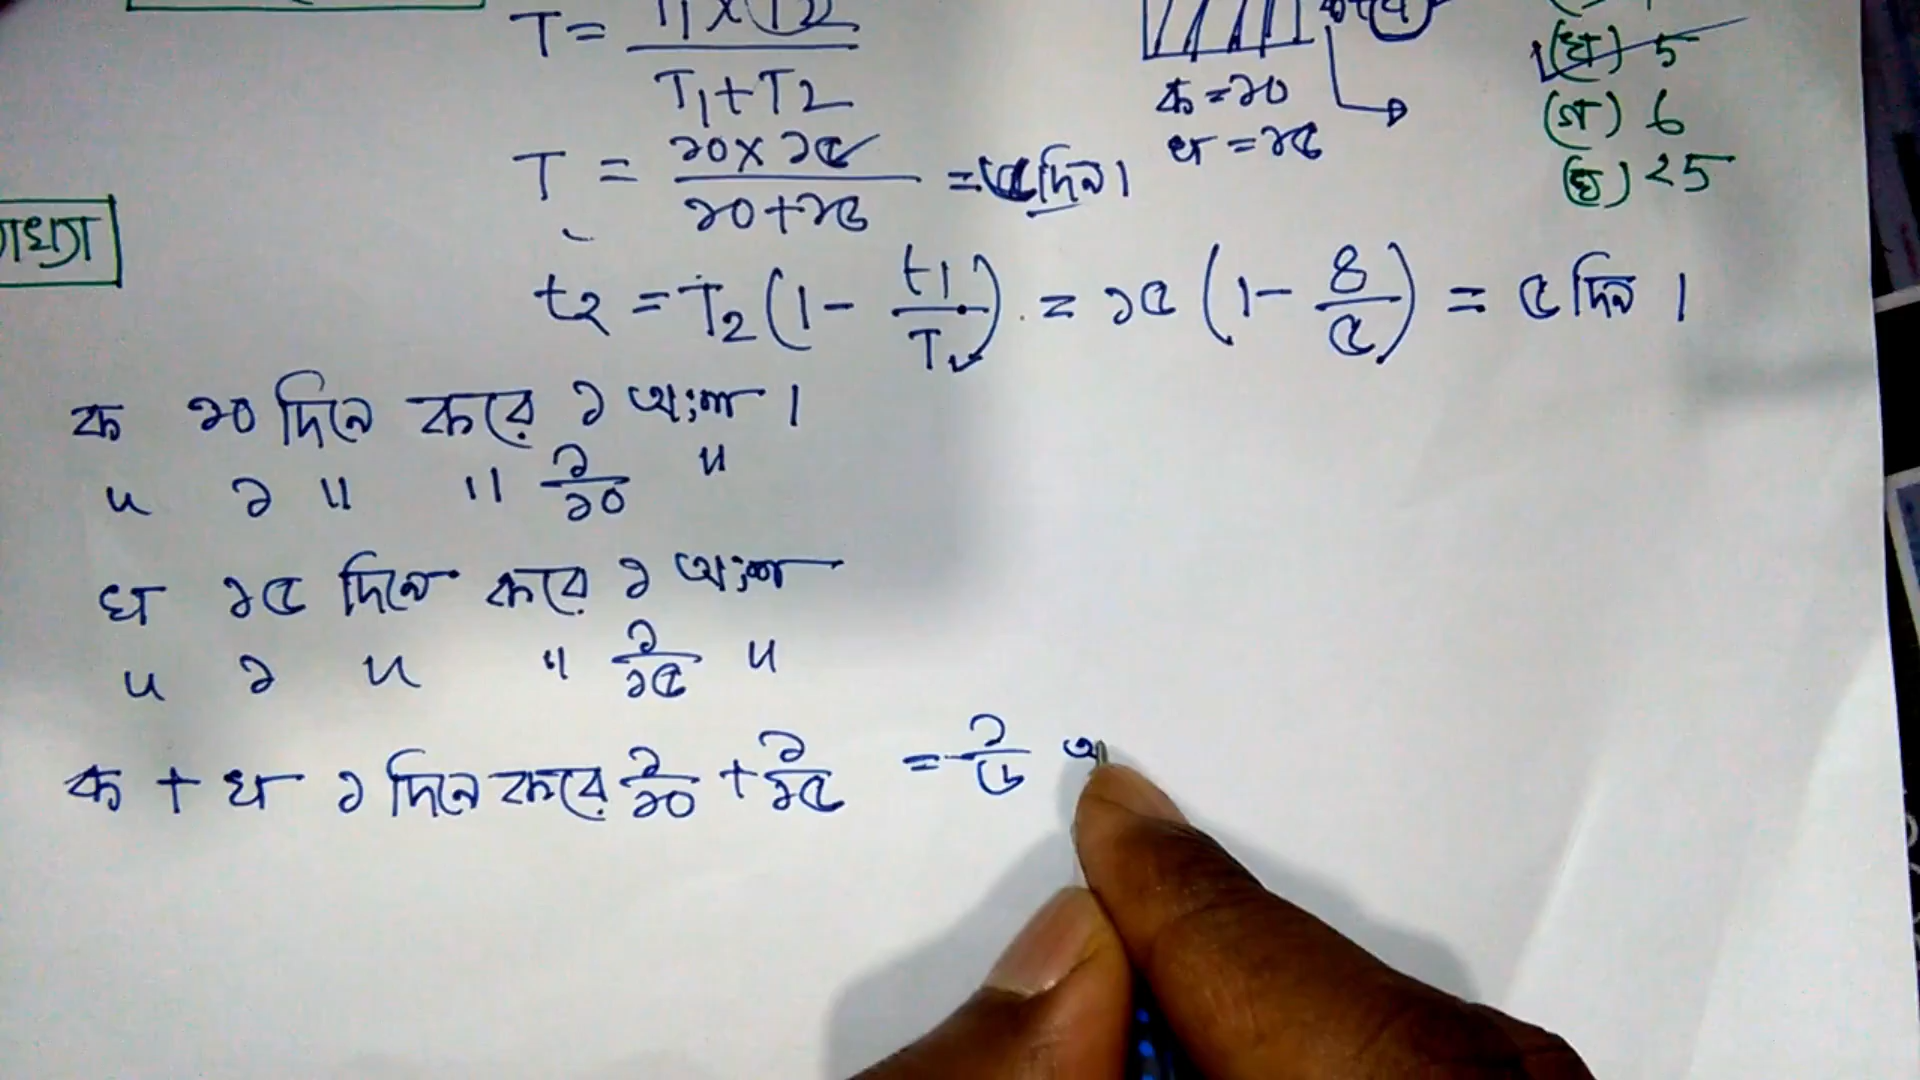 T = T1 × T2 / T1 + T2
ক = ১০
খ = ১৫
(খ) 5
(গ) 6
(ঘ) 25
T = ১০ × ১৫ / ১০ + ১৫ = ৬ দিন।
t2 = T2 (1 - t1 / T) = ১৫ (1 - ৪ / ৬) = ৫ দিন।
ক ১০ দিনে করে ১ অংশ।
" ১ " " ১/১০ "
খ ১৫ দিনে করে ১ অংশ
" ১ " " ১/১৫ "
ক + খ ১ দিনে করে ১/১০ + ১/১৫ = ১/৬ অ